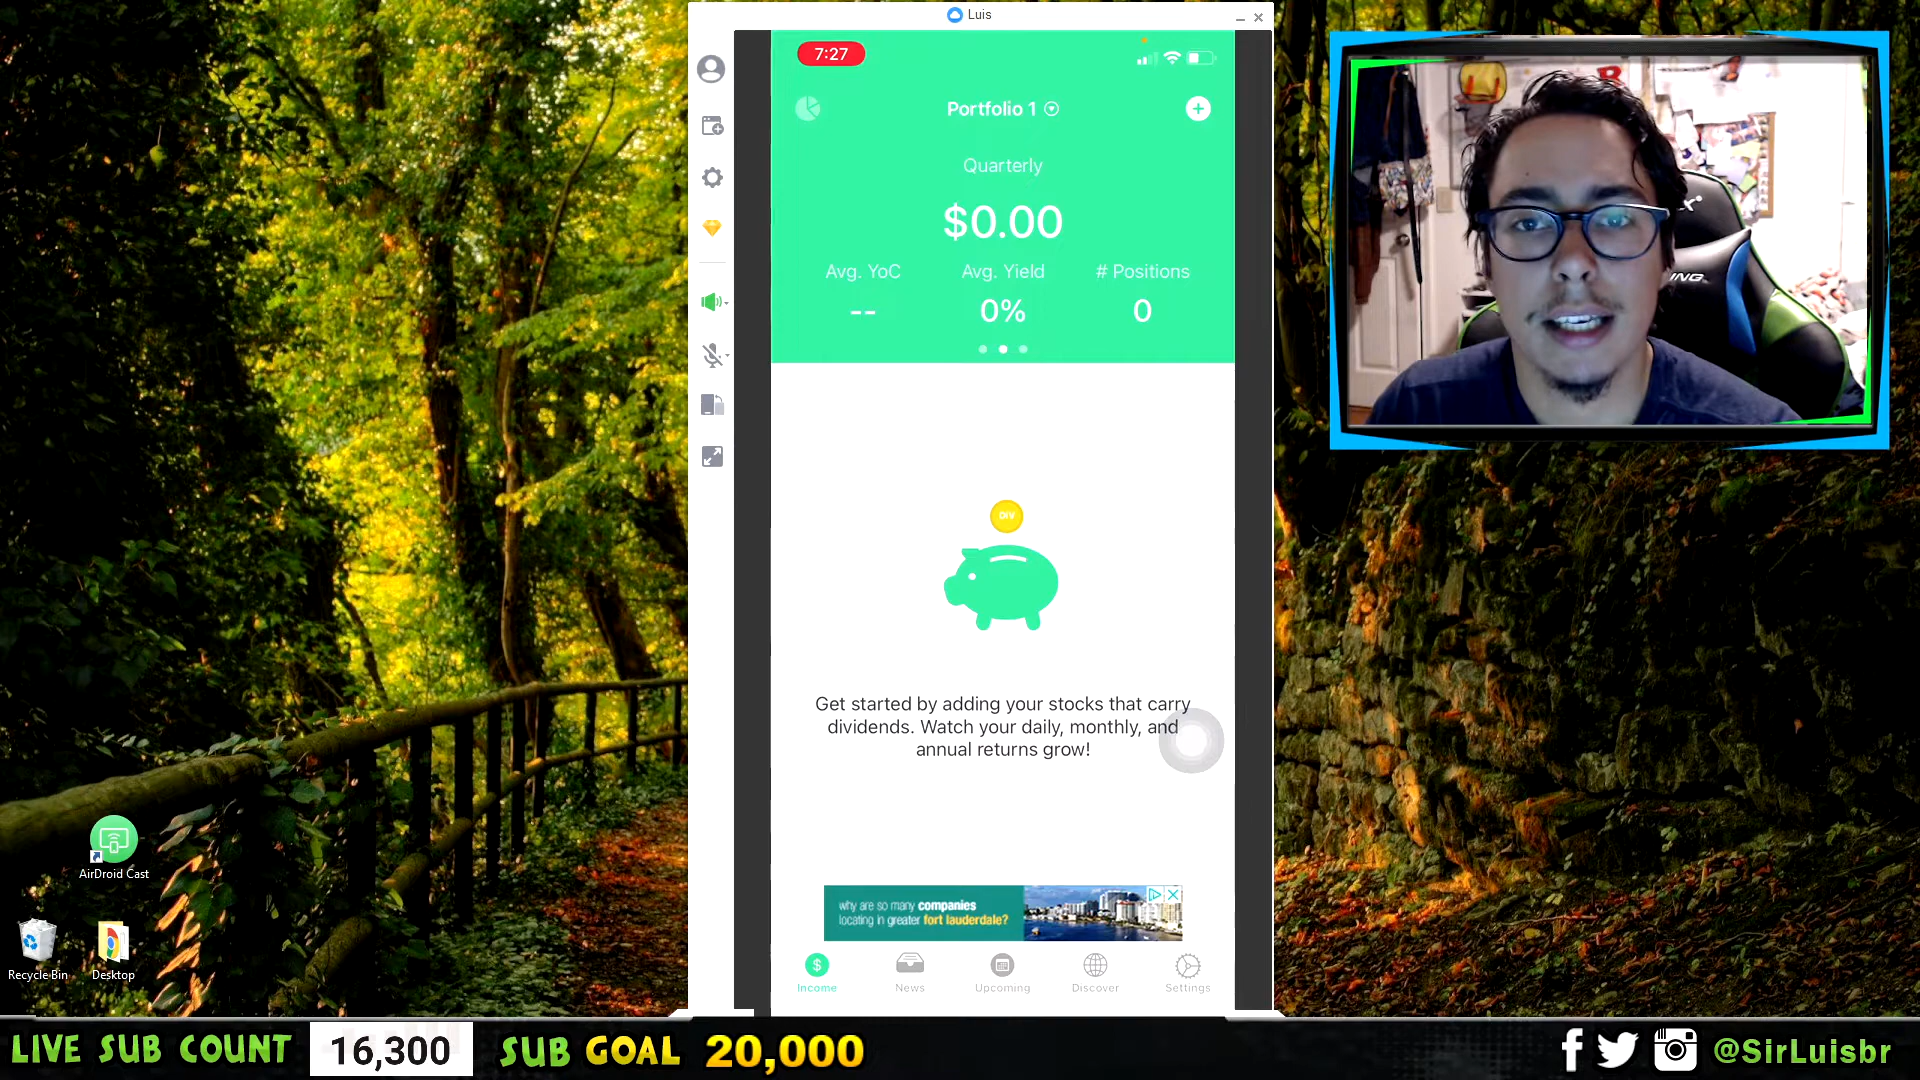 Luis
7:27
Portfolio 1
Quarterly
$0.00
Avg. YoC
Avg. Yield
# Positions
--
0%
0
DIV
Get started by adding your stocks that carry
dividends. Watch your daily, monthly, and
annual returns grow!
why are so many companies
locating in greater fort lauderdale?
Income
News
Upcoming
Discover
Settings
AirDroid Cast
Recycle Bin
Desktop
LIVE SUB COUNT
16,300
SUB GOAL
20,000
@SirLuisbr